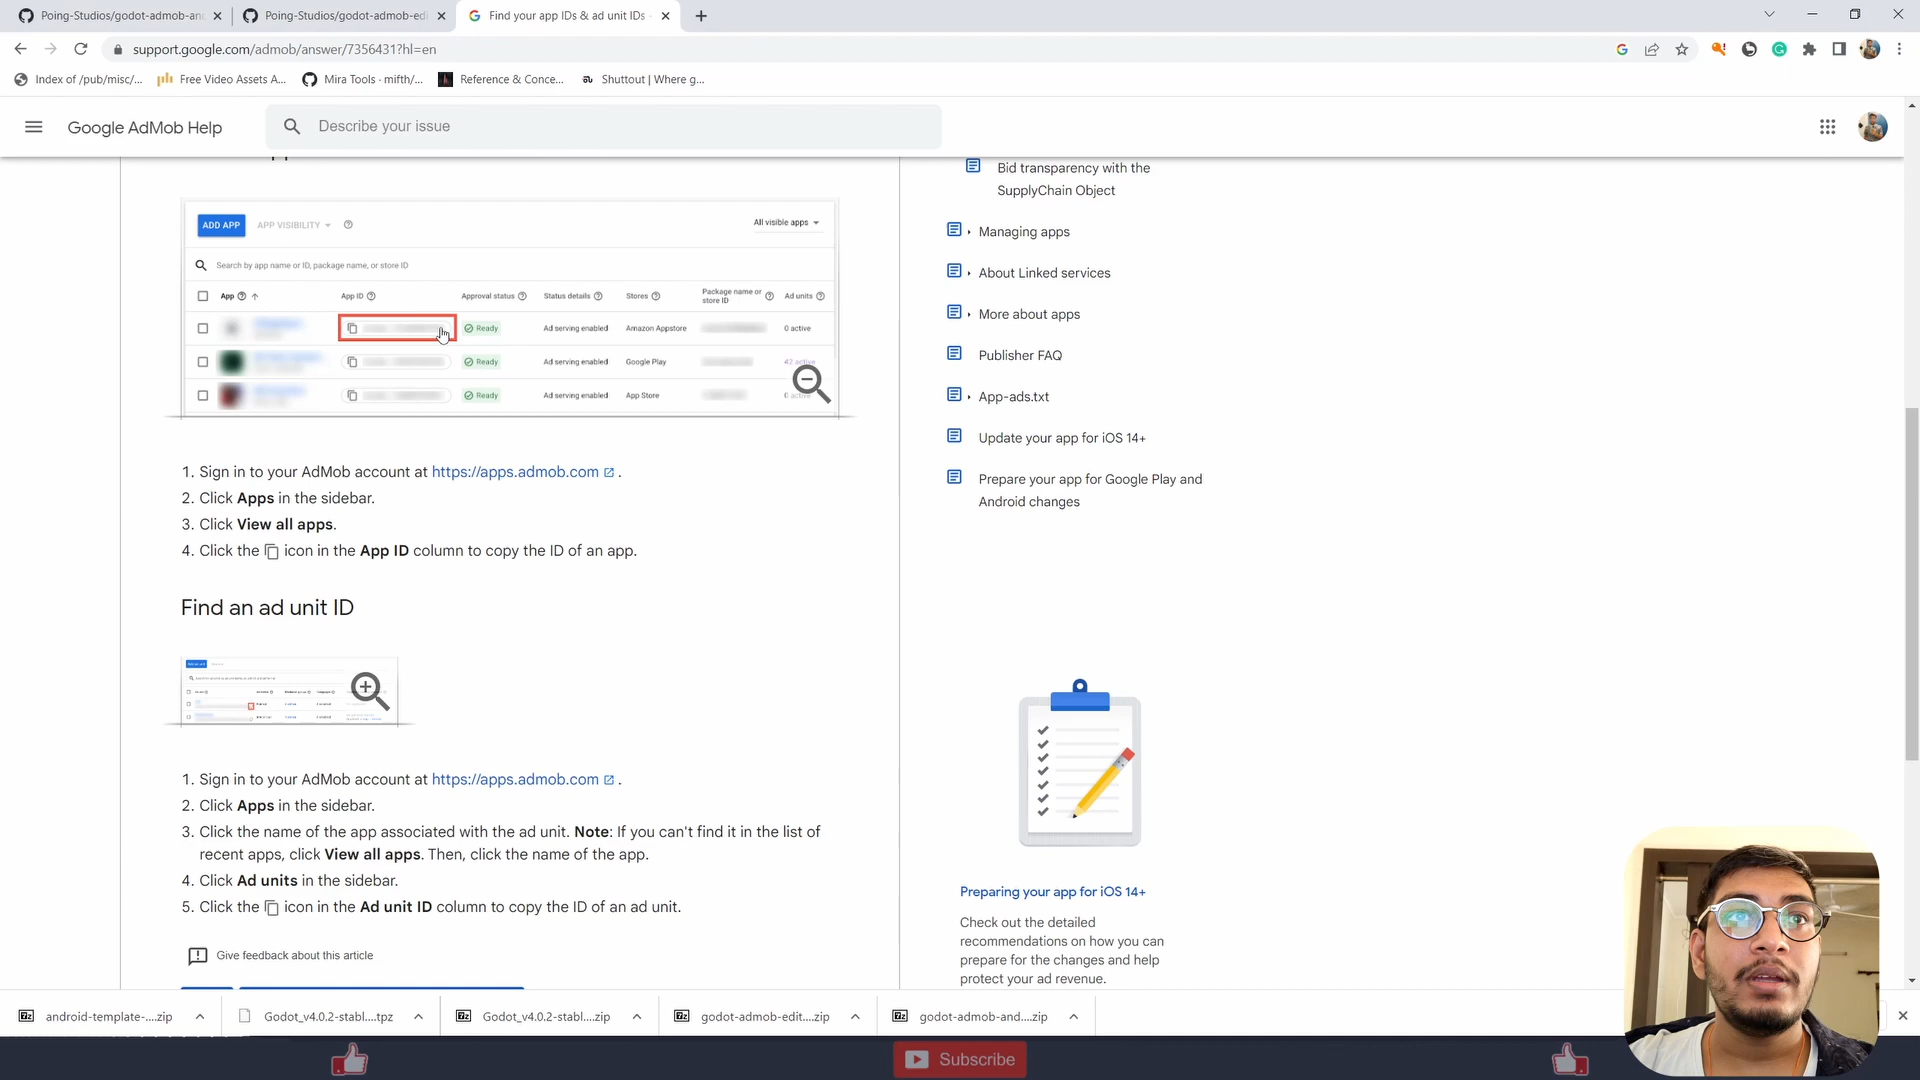 Poing-Studios/godot-admob-and
Poing-Studios/godot-admob-edi
Find your app IDs & ad unit IDs -
support.google.com/admob/answer/7356431?hl=en
Index of /pub/misc/...
Free Video Assets A...
Mira Tools · mifth/...
Reference & Conce...
Shuttout | Where g...
Google AdMob Help
Describe your issue
ADD APP
APP VISIBILITY
All visible apps
Search by app name or ID, package name, or store ID
App
App ID
Approval status
Status details
Stores
Package name or
store ID
Ad units
Ready
Ad serving enabled
Amazon Appstore
0 active
Ready
Ad serving enabled
Google Play
42 active
Ready
Ad serving enabled
App Store
1. Sign in to your AdMob account at https://apps.admob.com .
2. Click Apps in the sidebar.
3. Click View all apps.
4. Click the icon in the App ID column to copy the ID of an app.
Find an ad unit ID
1. Sign in to your AdMob account at https://apps.admob.com .
2. Click Apps in the sidebar.
3. Click the name of the app associated with the ad unit. Note: If you can't find it in the list of
recent apps, click View all apps. Then, click the name of the app.
4. Click Ad units in the sidebar.
5. Click the icon in the Ad unit ID column to copy the ID of an ad unit.
Give feedback about this article
Bid transparency with the
SupplyChain Object
Managing apps
About Linked services
More about apps
Publisher FAQ
App-ads.txt
Update your app for iOS 14+
Prepare your app for Google Play and
Android changes
Preparing your app for iOS 14+
Check out the detailed
recommendations on how you can
prepare for the changes and help
protect your ad revenue.
android-template-....zip
Godot_v4.0.2-stabl....tpz
Godot_v4.0.2-stabl....zip
godot-admob-edit....zip
godot-admob-and....zip
Subscribe